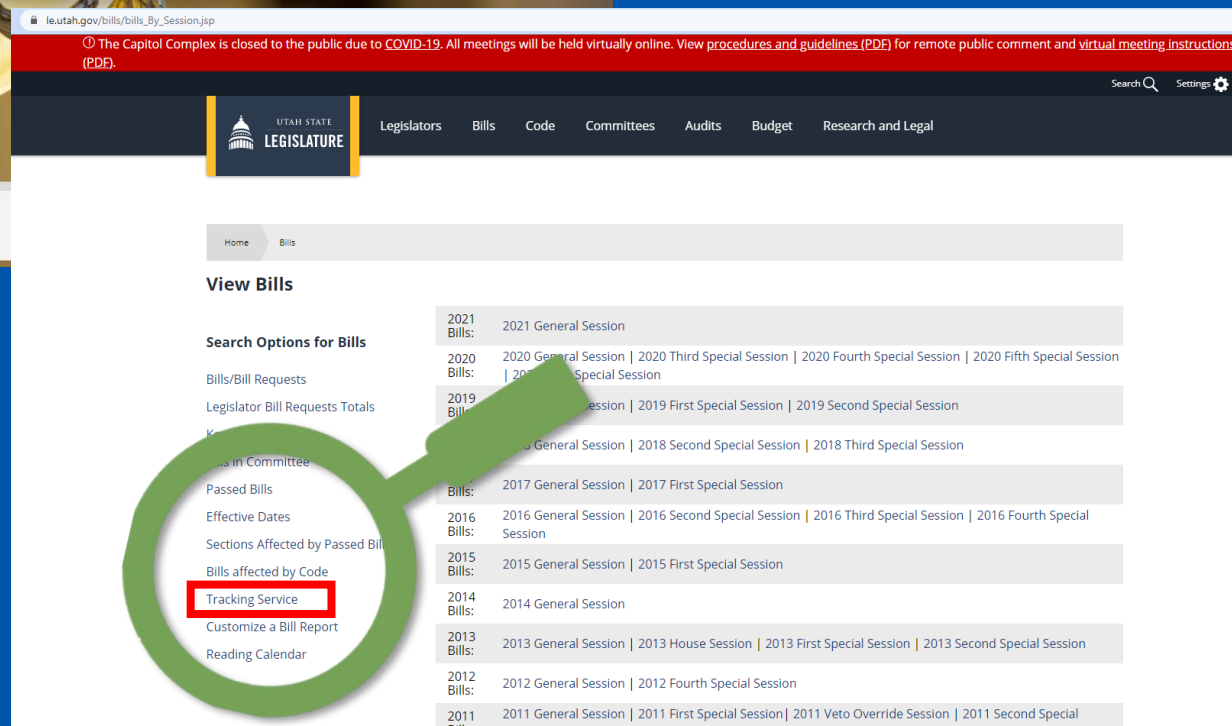 le.utah.gov/bills/bills_By_Session.jsp
The Capitol Complex is closed to the public due to COVID-19. All meetings will be held virtually online. View procedures and guidelines (PDF) for remote public comment and virtual meeting instructions
(PDF).
Search Settings
UTAH STATE
LEGISLATURE
Legislators Bills Code Committees Audits Budget Research and Legal
Home Bills
View Bills
Search Options for Bills
Bills/Bill Requests
Legislator Bill Requests Totals
in Committee
Passed Bills
Effective Dates
Sections Affected by Passed
Bills affected by Code
Tracking Service
Customize a Bill Report
Reading Calendar
2021
Bills:
2021 General Session
2020
Bills:
2020 General Session | 2020 Third Special Session | 2020 Fourth Special Session | 2020 Fifth Special Session
| Special Session
2019
Session | 2019 First Special Session | 2019 Second Special Session
General Session | 2018 Second Special Session | 2018 Third Special Session
Bills:
2017 General Session | 2017 First Special Session
2016
Bills:
2016 General Session | 2016 Second Special Session | 2016 Third Special Session | 2016 Fourth Special
Session
2015
Bills:
2015 General Session | 2015 First Special Session
2014
Bills:
2014 General Session
2013
Bills:
2013 General Session | 2013 House Session | 2013 First Special Session | 2013 Second Special Session
2012
Bills:
2012 General Session | 2012 Fourth Special Session
2011
2011 General Session | 2011 First Special Session| 2011 Veto Override Session | 2011 Second Special